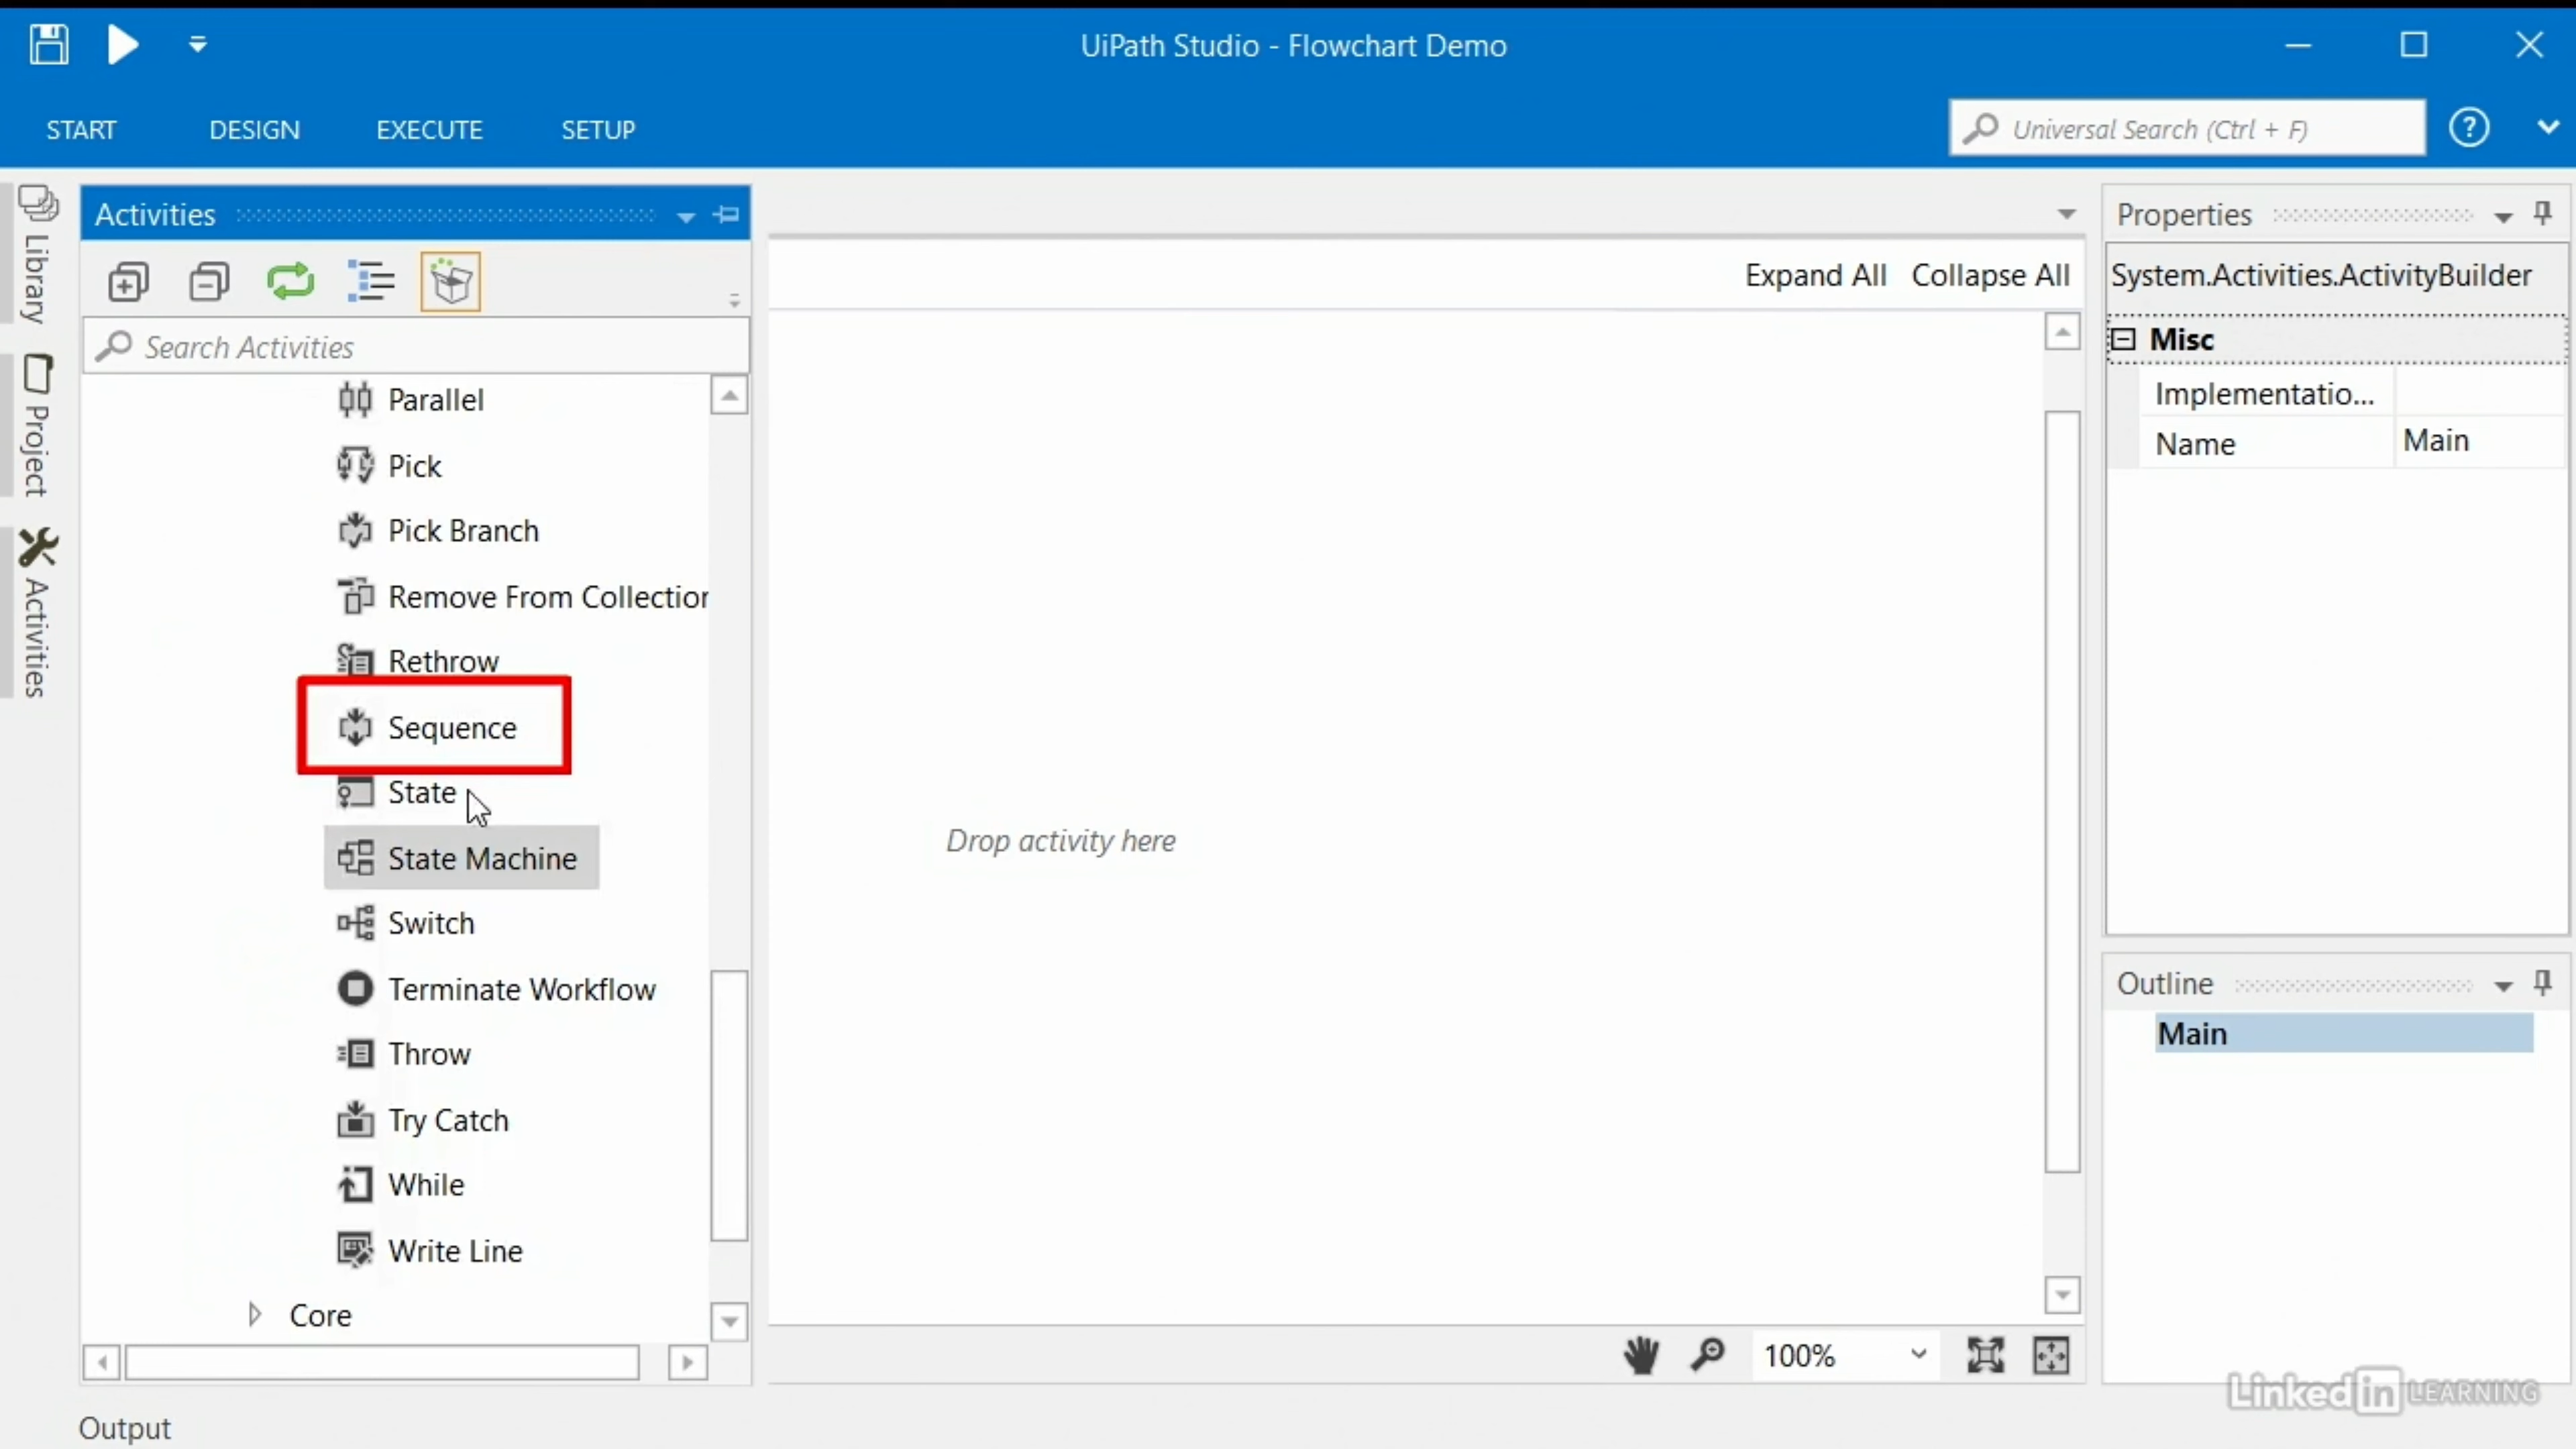 UiPath Studio - Flowchart Demo
START DESIGN EXECUTE SETUP
Universal Search (Ctrl + F)
Library
Project
Activities
Activities
Search Activities
Parallel
Pick
Pick Branch
Remove From Collection
Rethrow
Sequence
State
State Machine
Switch
Terminate Workflow
Throw
Try Catch
While
Write Line
Core
Expand All Collapse All
Drop activity here
100%
Properties
System.Activities.ActivityBuilder
Misc
Implementatio...
Name Main
Outline
Main
Output
Linked in LEARNING